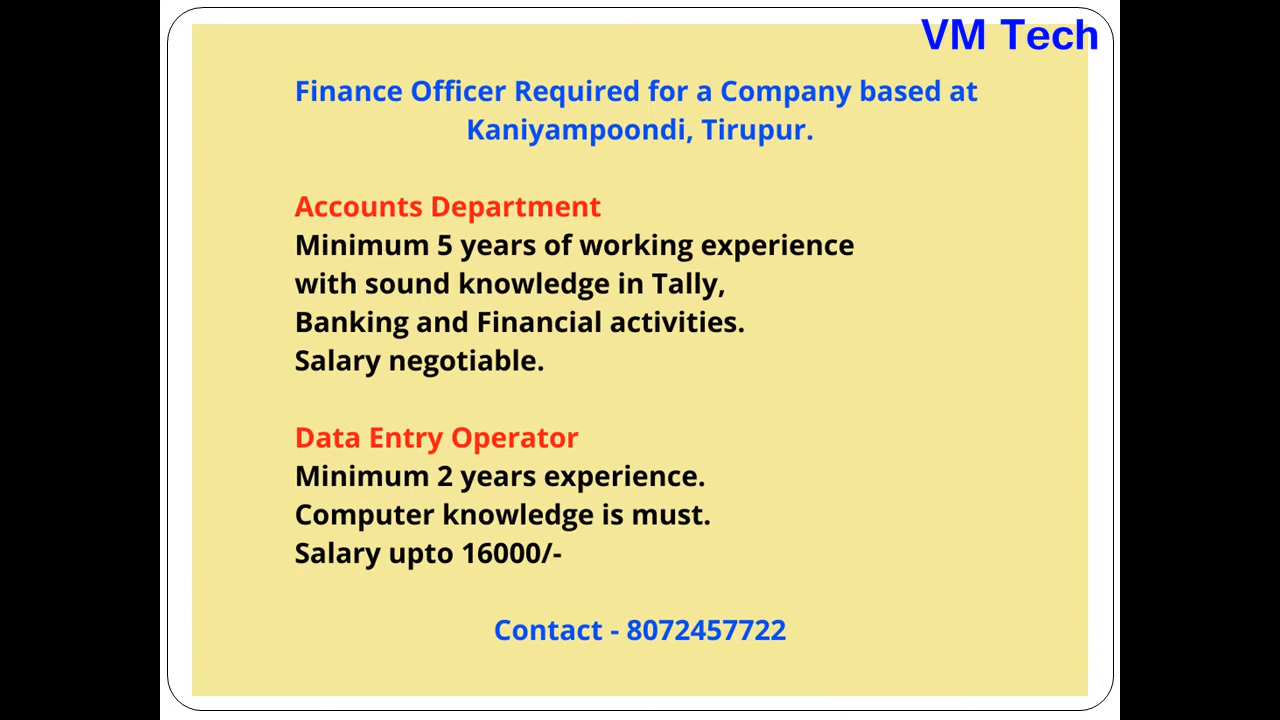 VM Tech
Finance Officer Required for a Company based at
Kaniyampoondi, Tirupur.
Accounts Department
Minimum 5 years of working experience
with sound knowledge in Tally,
Banking and Financial activities.
Salary negotiable.
Data Entry Operator
Minimum 2 years experience.
Computer knowledge is must.
Salary upto 16000/-
Contact - 8072457722